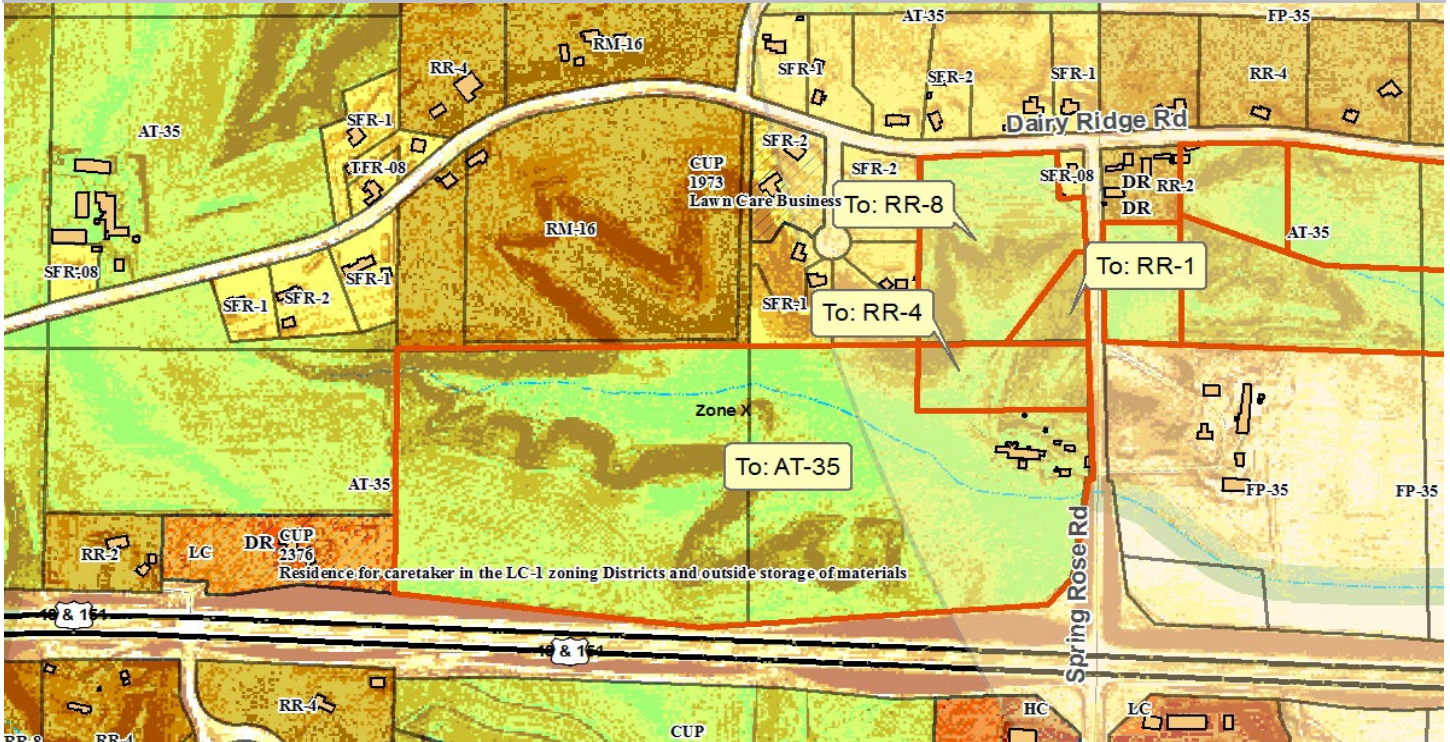 AT-35
FP-35
RM-16
RR-4
SFR-1
SFR-2
SFR-1
RR-4
SFR-1
Dairy Ridge Rd
AT-35
SFR-2
TFR-08
CUP
1973
Lawn Care Business
SFR-2
SFR-08
DR
RR-2
DR
To: RR-8
RM-16
AT-35
SFR-08
SFR-1
To: RR-1
SFR-1
SFR-2
SFR-1
To: RR-4
Zone X
To: AT-35
AT-35
FP-35
FP-35
Spring Rose Rd
RR-2
LC
DR
CUP
2376
Residence for caretaker in the LC-1 zoning Districts and outside storage of materials
18 & 151
18 & 151
RR-4
HC
LC
CUP
RR-8
RR-4